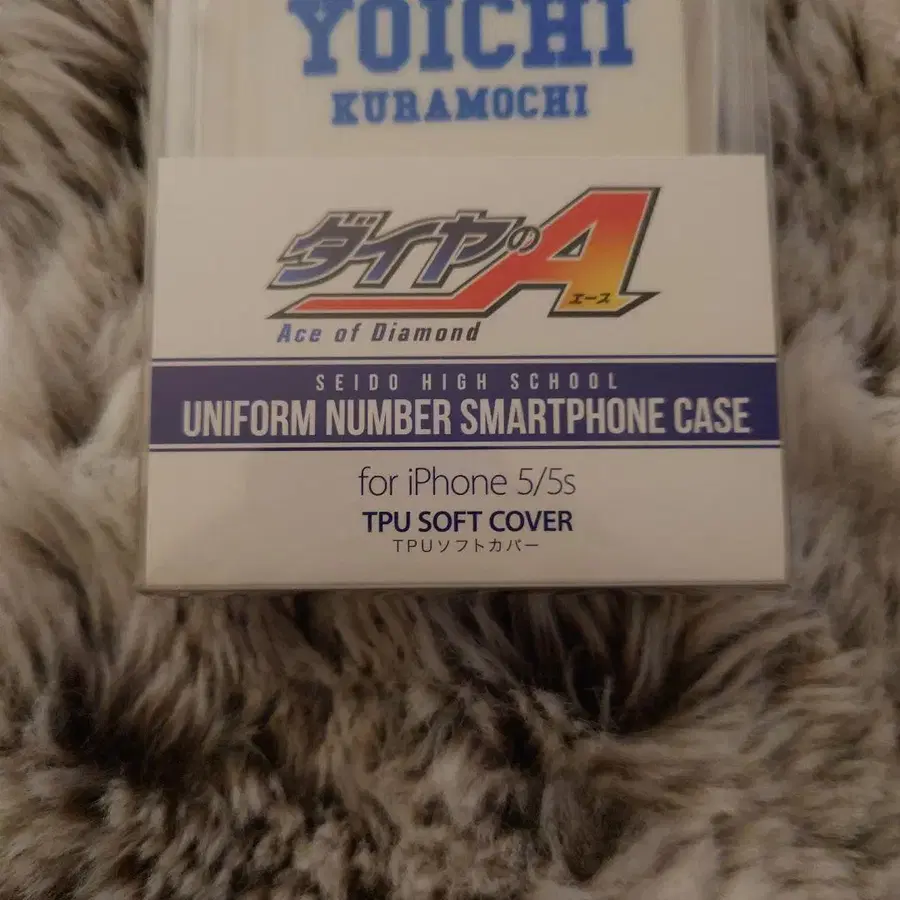 YOICHI
KURAMOCHI
ダイヤのA
エース
Ace of Diamond
SEIDO HIGH SCHOOL
UNIFORM NUMBER SMARTPHONE CASE
for iPhone 5/5s
TPU SOFT COVER
TPUソフトカバー